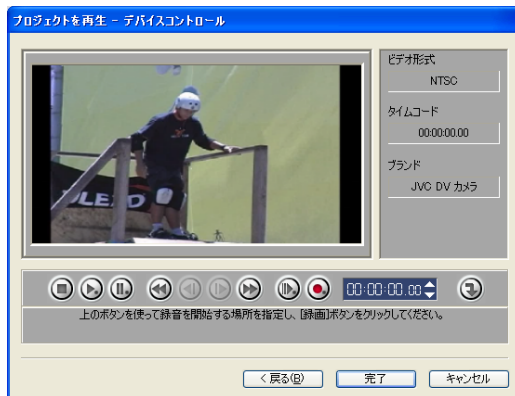 プロジェクトを再生 - デバイスコントロール
ビデオ形式
NTSC
タイムコード
00:00:00.00
ブランド
JVC DV カメラ
00:00:00.00
上のボタンを使って録音を開始する場所を指定し、[録画]ボタンをクリックしてください。
< 戻る(B)
完了
キャンセル